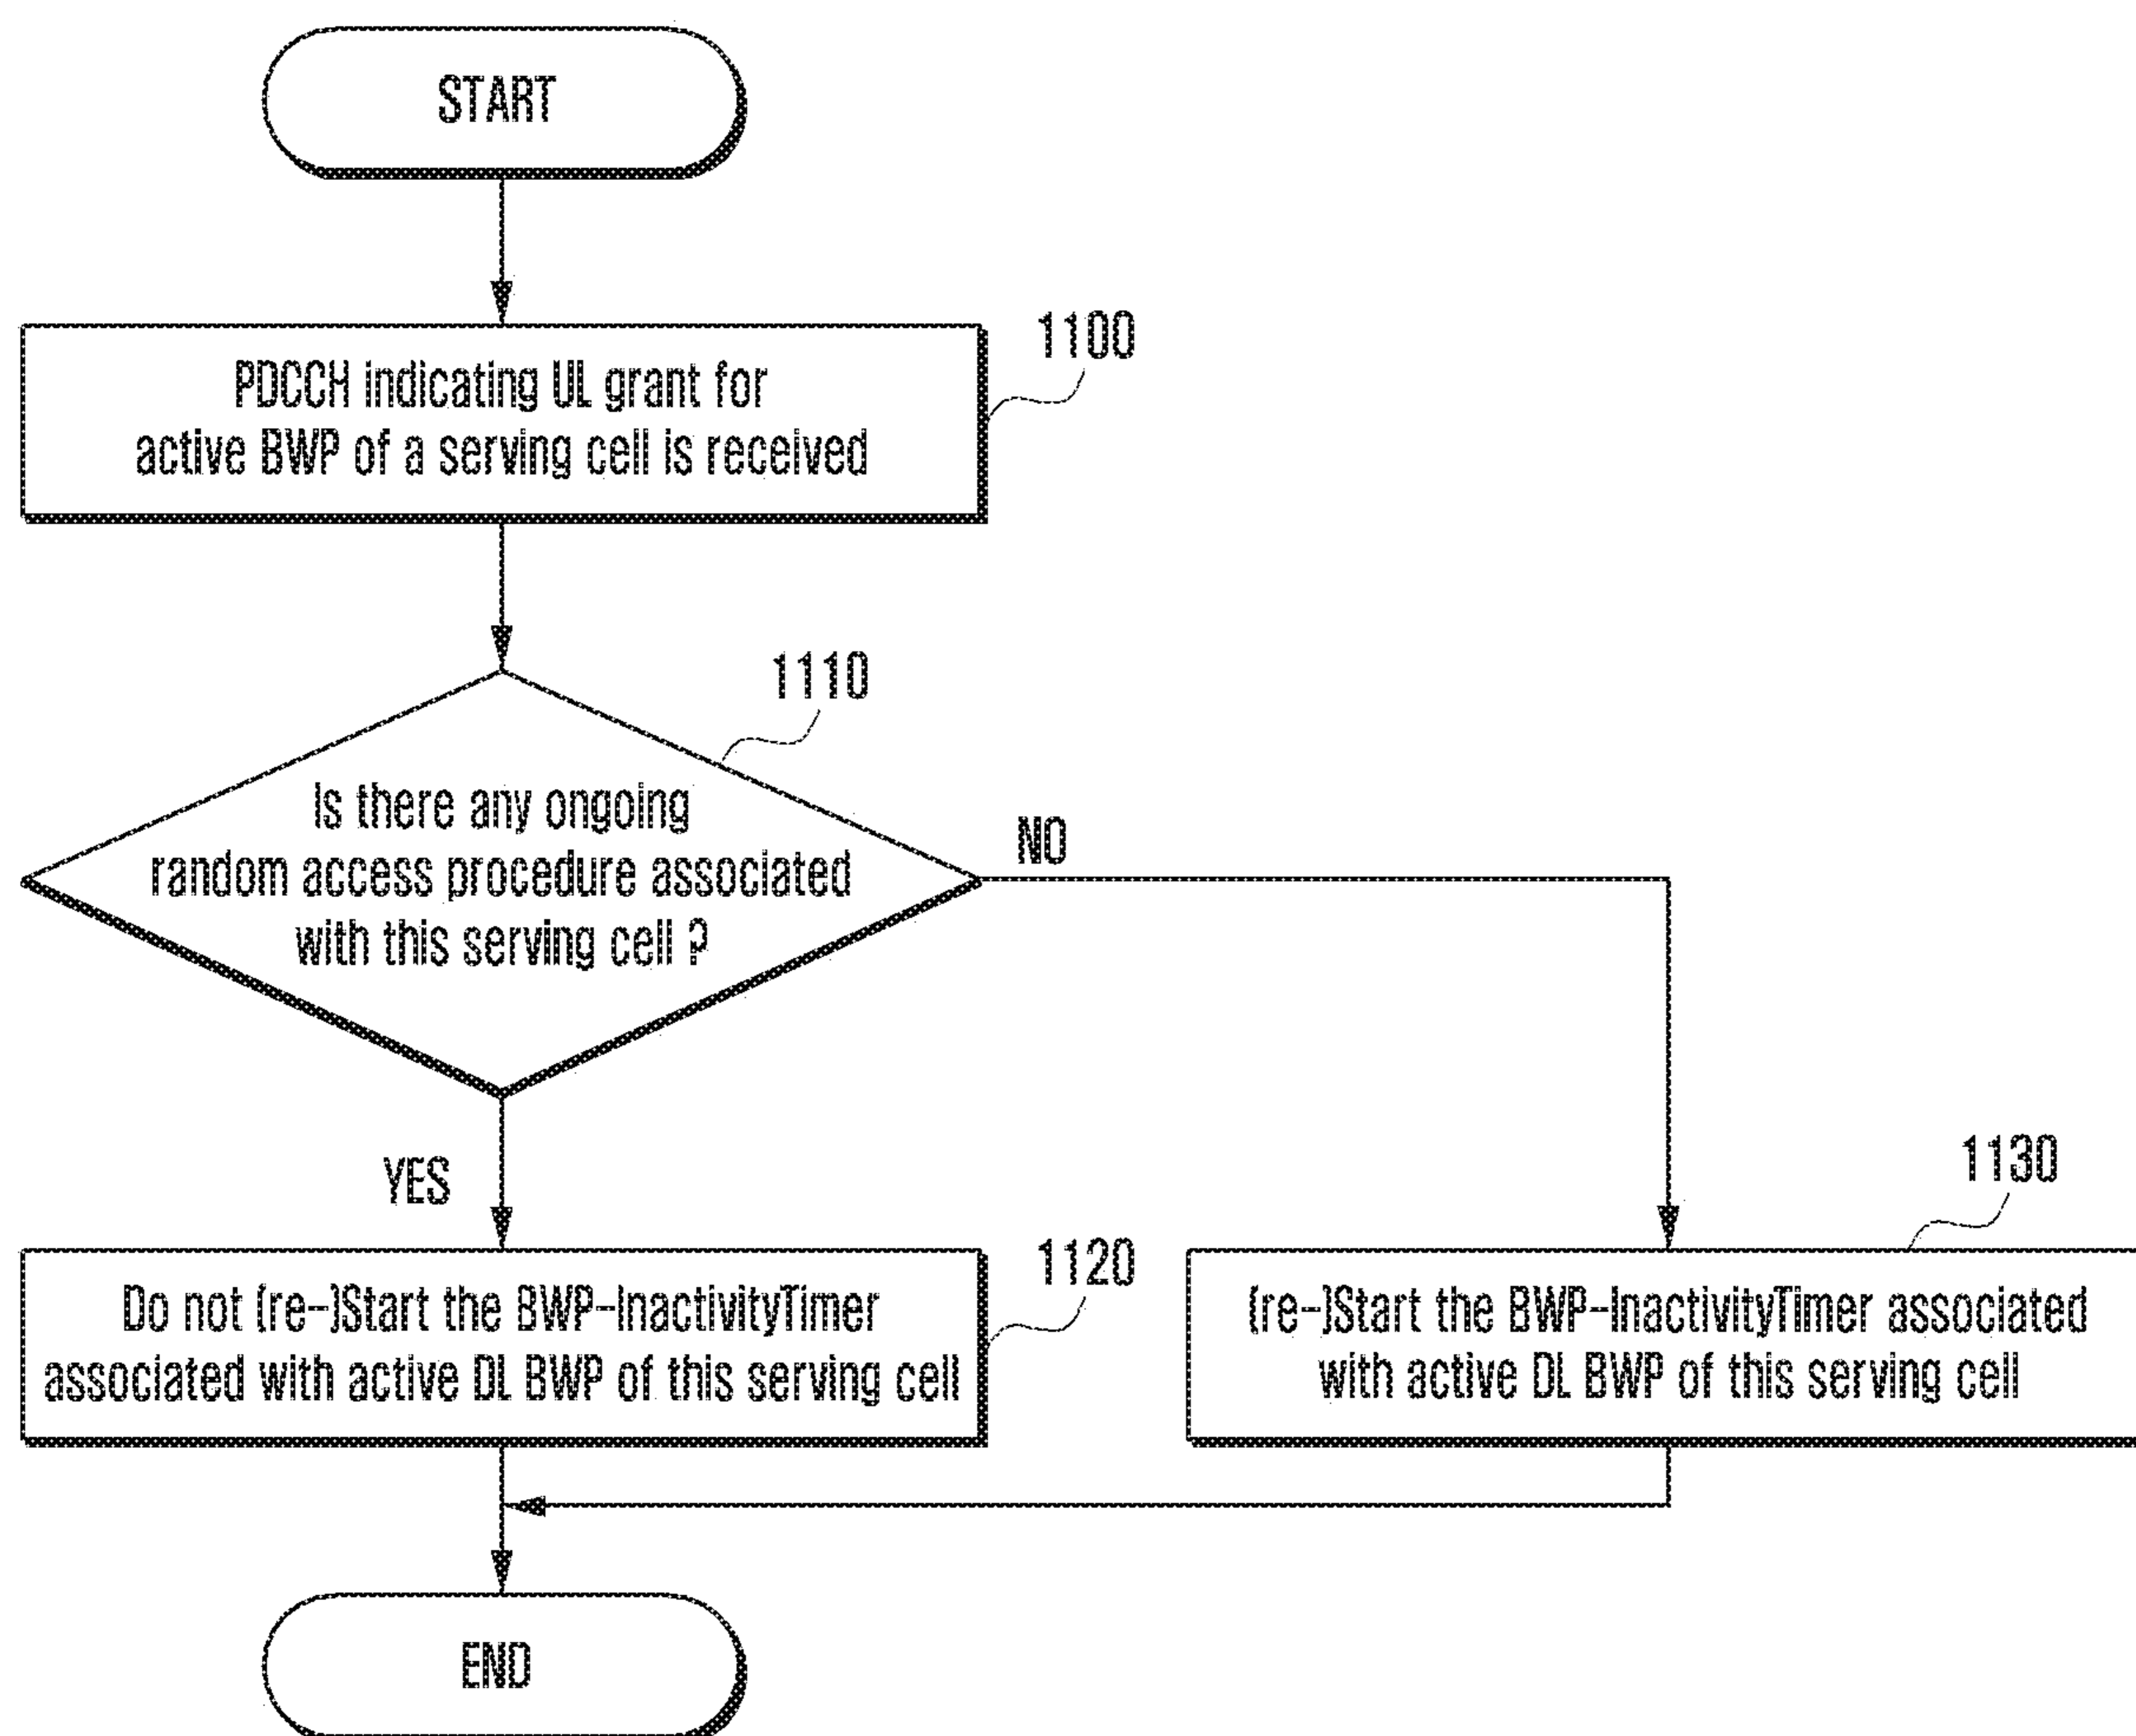 START
1100
PDCCH indicating UL grant for
active BWP of a serving cell is received
1110
Is there any ongoing
random access procedure associated
with this serving cell ?
NO
YES
1120
Do not (re-)Start the BWP-InactivityTimer
associated with active DL BWP of this serving cell
1130
(re-)Start the BWP-InactivityTimer associated
with active DL BWP of this serving cell
END